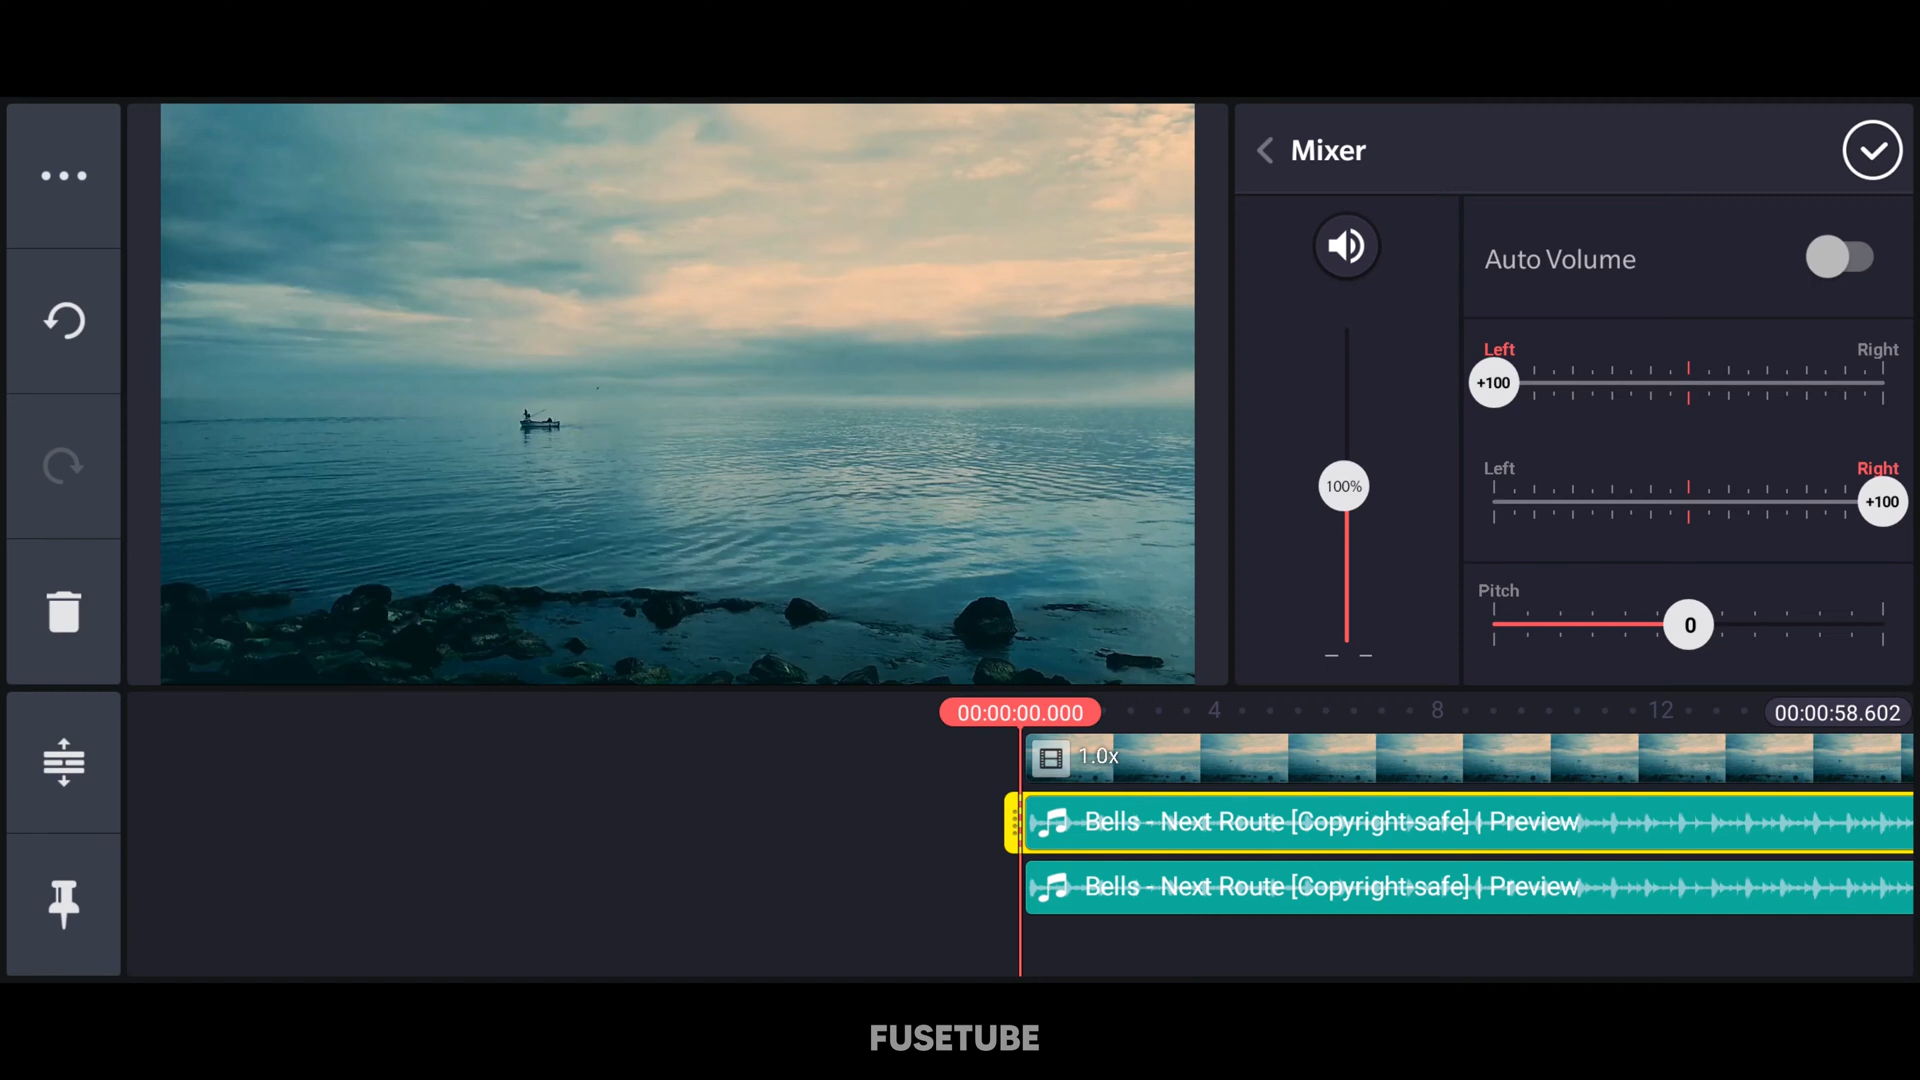 Mixer
Auto Volume
Left Right
+100
100%
Left Right
+100
Pitch
0
00:00:00.000 4 8 12 00:00:58.602
1.0x
Bells - Next Route [Copyright-safe] | Preview
Bells - Next Route [Copyright-safe] | Preview
FUSETUBE